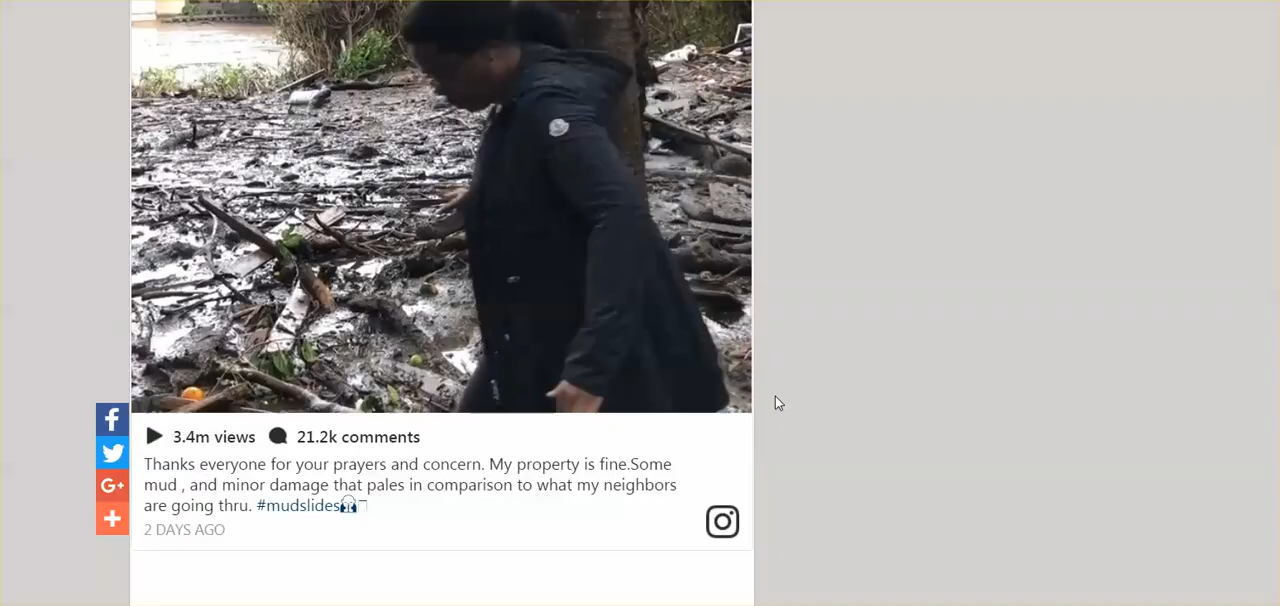 3.4m views 21.2k comments
Thanks everyone for your prayers and concern. My property is fine.Some
mud , and minor damage that pales in comparison to what my neighbors
are going thru. #mudslides
2 DAYS AGO
G+